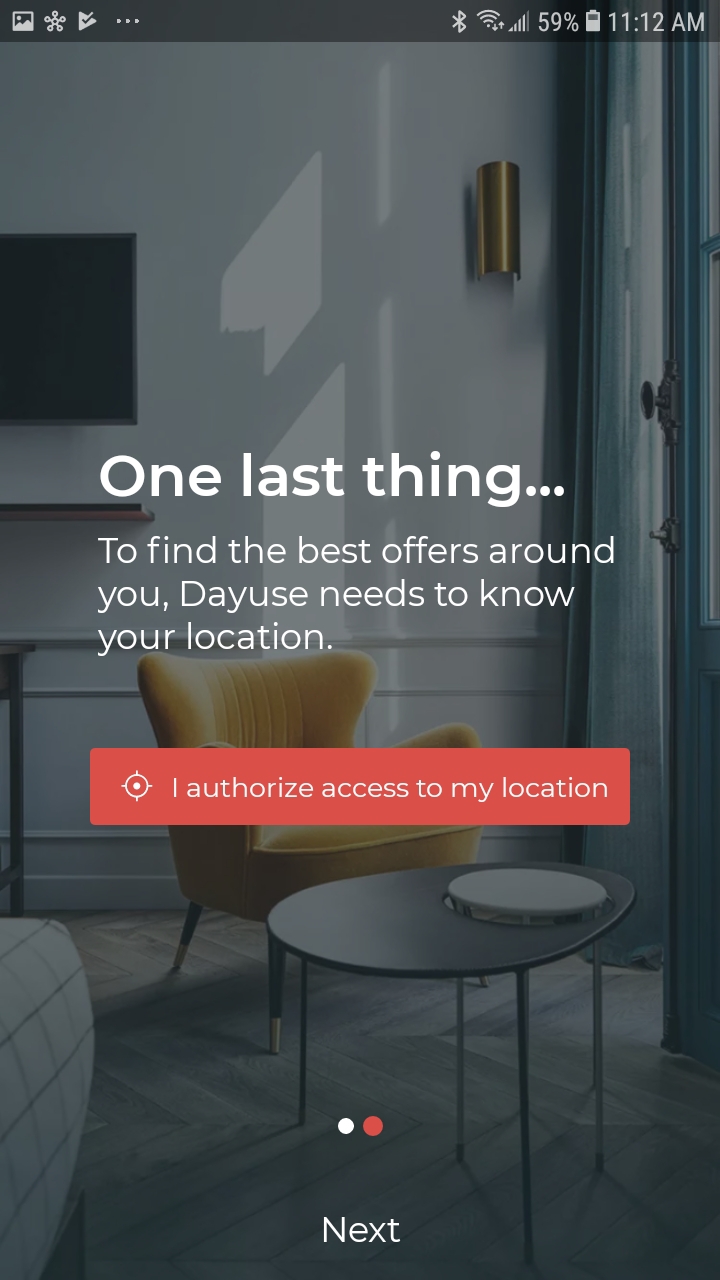 59% 11:12 AM
One last thing...
To find the best offers around
you, Dayuse needs to know
your location.
I authorize access to my location
Next